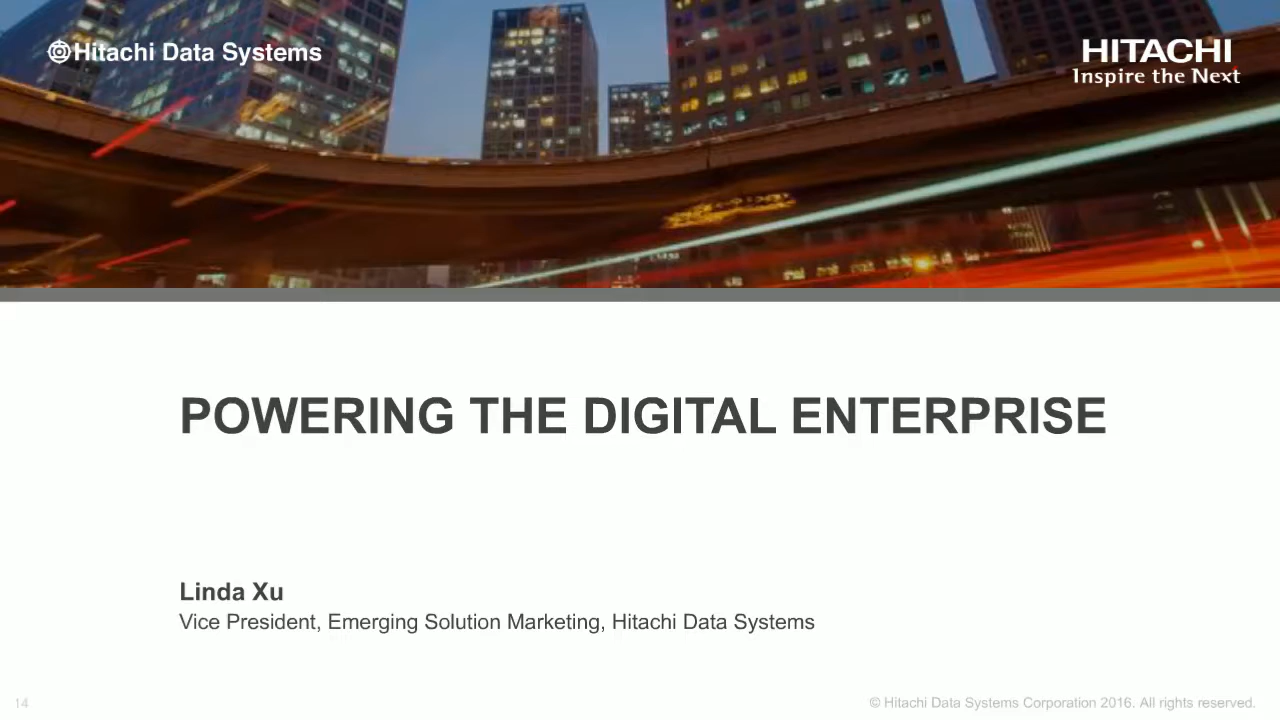 Hitachi Data Systems
HITACHI
Inspire the Next
POWERING THE DIGITAL ENTERPRISE
Linda Xu
Vice President, Emerging Solution Marketing, Hitachi Data Systems
14
© Hitachi Data Systems Corporation 2016. All rights reserved.